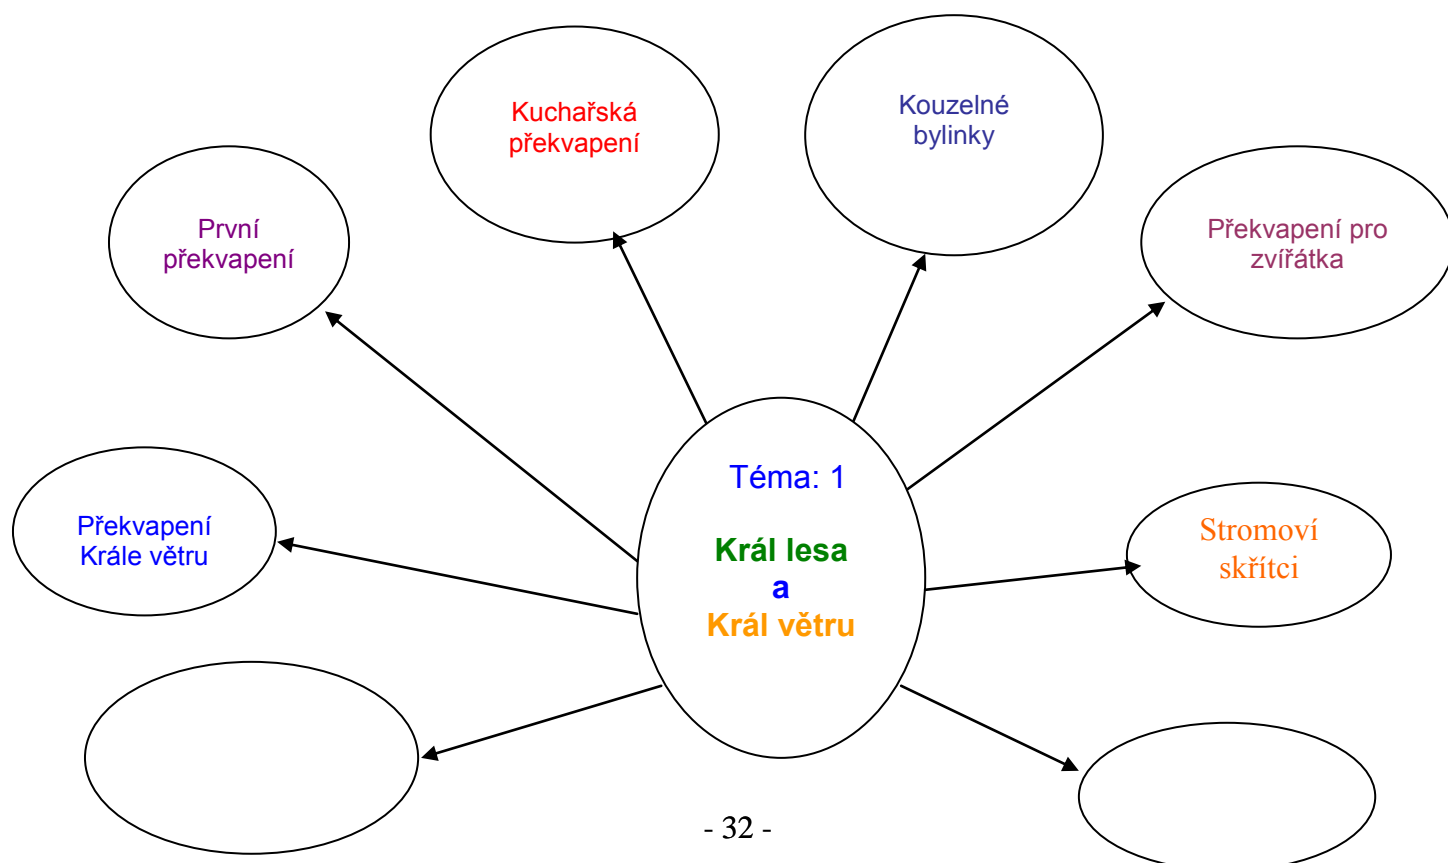 Kuchařská
překvapení
Kouzelné
bylinky
První
překvapení
Překvapení pro
zvířátka
Téma: 1
Král lesa
a
Král větru
Překvapení
Krále větru
Stromoví
skřítci
- 32 -